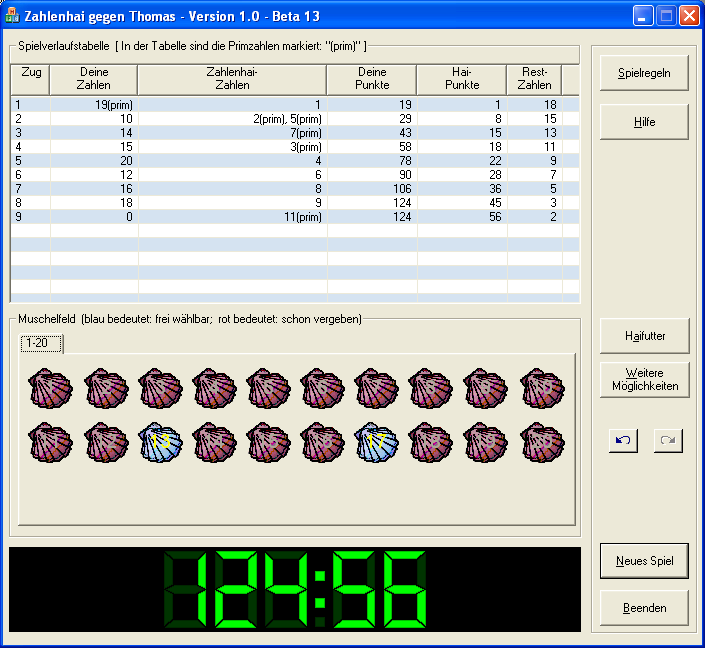 Zahlenhai gegen Thomas - Version 1.0 - Beta 13
Spielverlaufstabelle [ In der Tabelle sind die Primzahlen markiert: "(prim)" ]
Zug Deine Zahlen Zahlenhai-Zahlen Deine Punkte Hai-Punkte Rest-Zahlen
1 19(prim) 1 19 1 18
2 10 2(prim), 5(prim) 29 8 15
3 14 7(prim) 43 15 13
4 15 3(prim) 58 18 11
5 20 4 78 22 9
6 12 6 90 28 7
7 16 8 106 36 5
8 18 9 124 45 3
9 0 11(prim) 124 56 2
Muschelfeld (blau bedeutet: frei wählbar; rot bedeutet: schon vergeben)
1-20
13 17
124:56
Spielregeln
Hilfe
Haifutter
Weitere
Möglichkeiten
Neues Spiel
Beenden